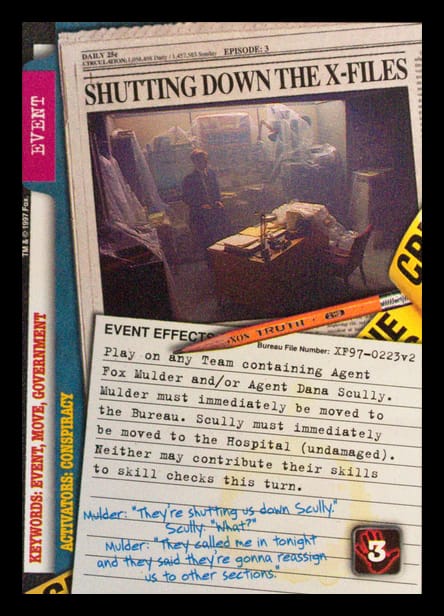 DAILY 25¢
EPISODE: 3
SHUTTING DOWN THE X-FILES
EVENT
TM & © 1997 Fox.
KEYWORDS: EVENT, MOVE, GOVERNMENT
ACTIVATORS: CONSPIRACY
CRI
NE
TRUTH
EVENT EFFECTS
Bureau File Number: XF97-0223v2
Play on any Team containing Agent
Fox Mulder and/or Agent Dana Scully.
Mulder must immediately be moved to
the Bureau. Scully must immediately
be moved to the Hospital (undamaged).
Neither may contribute their skills
to skill checks this turn.
Mulder: "They're shutting us down Scully."
Scully: "What?"
Mulder: "They called me in tonight
and they said they're gonna reassign
us to other sections."
3